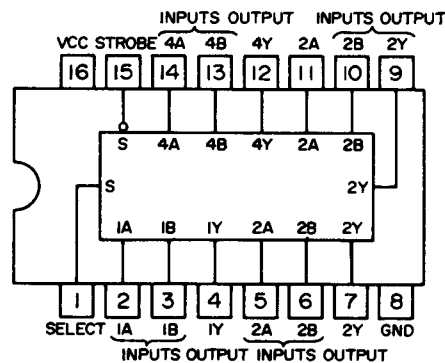 INPUTS OUTPUT INPUTS OUTPUT
VCC STROBE 4A 4B 4Y 2A 2B 2Y
16 15 14 13 12 11 10 9
S 4A 4B 4Y 2A 2B
S 2Y
1A 1B 1Y 2A 2B 2Y
1 2 3 4 5 6 7 8
SELECT 1A 1B 1Y 2A 2B 2Y GND
INPUTS OUTPUT INPUTS OUTPUT